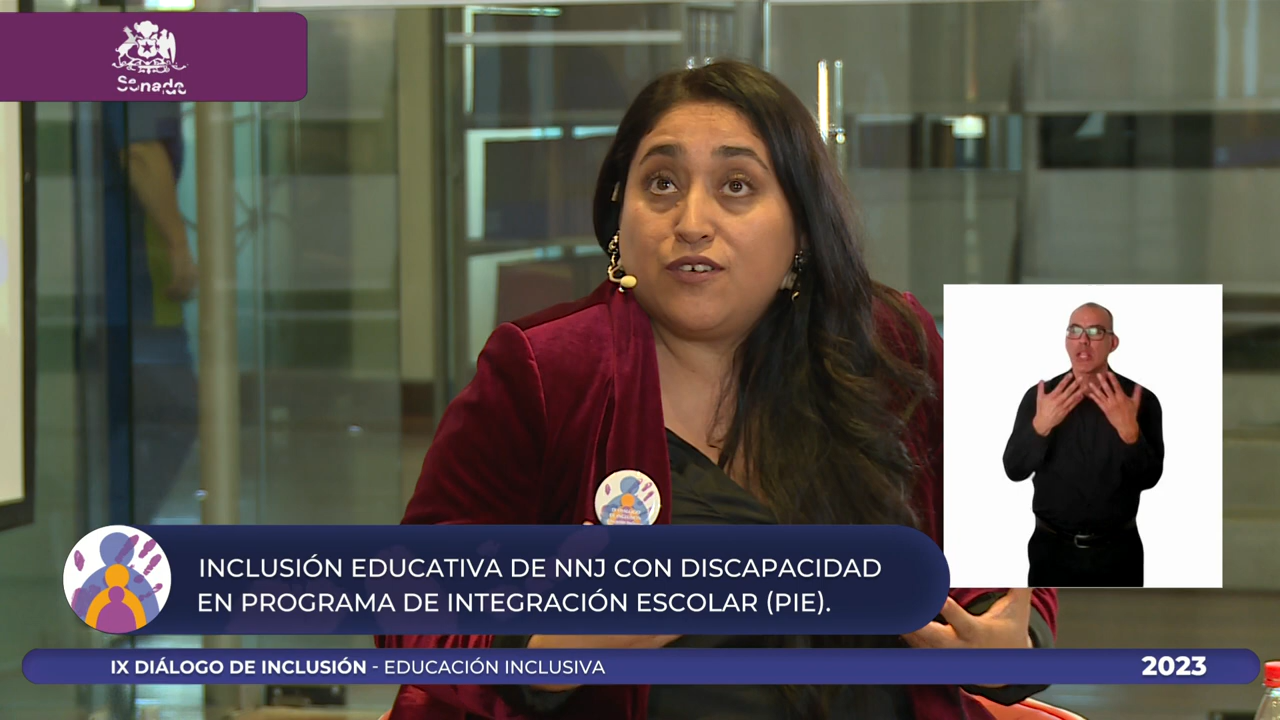 Senado
INCLUSIÓN EDUCATIVA DE NNJ CON DISCAPACIDAD
EN PROGRAMA DE INTEGRACIÓN ESCOLAR (PIE).
IX DIÁLOGO DE INCLUSIÓN - EDUCACIÓN INCLUSIVA
2023